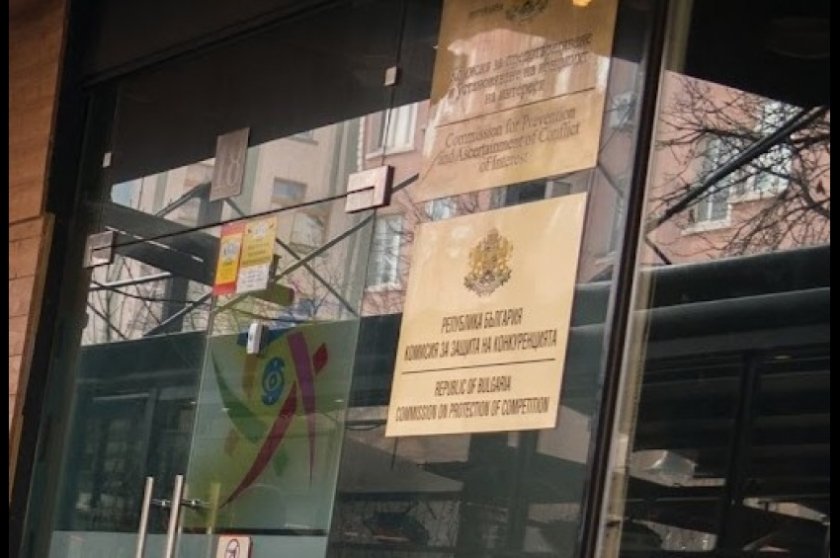 Комисия за предотвратяване
и установяване на конфликт
на интереси
Commission for Prevention
and Ascertainment of Conflict
of Interest
РЕПУБЛИКА БЪЛГАРИЯ
КОМИСИЯ ЗА ЗАЩИТА НА КОНКУРЕНЦИЯТА
REPUBLIC OF BULGARIA
COMMISSION ON PROTECTION OF COMPETITION